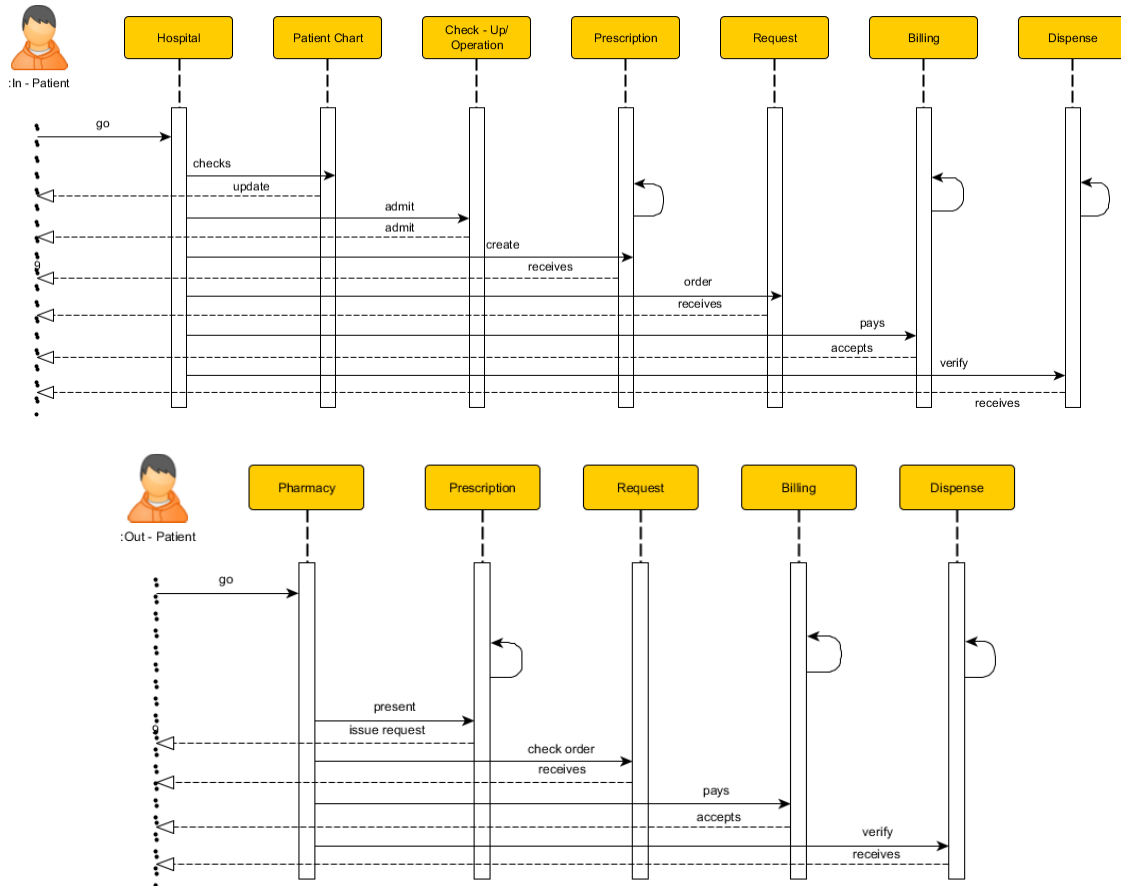 Hospital
Patient Chart
Check - Up/
Operation
Prescription
Request
Billing
Dispense
:In - Patient
go
checks
update
admit
admit
create
receives
order
receives
pays
accepts
verify
receives
Pharmacy
Prescription
Request
Billing
Dispense
:Out - Patient
go
present
issue request
check order
receives
pays
accepts
verify
receives